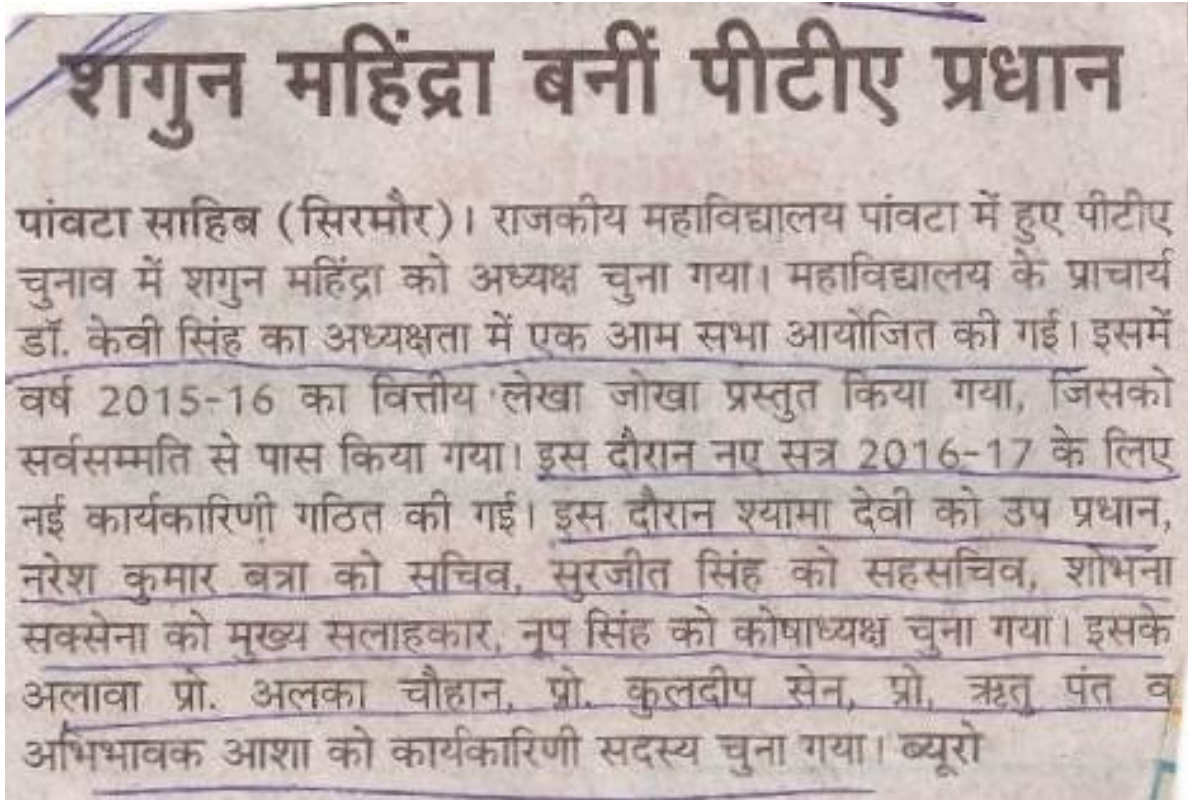 शगुन महिंद्रा बनीं पीटीए प्रधान
पांवटा साहिब (सिरमौर)। राजकीय महाविद्यालय पांवटा में हुए पीटीए
चुनाव में शगुन महिंद्रा को अध्यक्ष चुना गया। महाविद्यालय के प्राचार्य
डॉ. केवी सिंह का अध्यक्षता में एक आम सभा आयोजित की गई। इसमें
वर्ष 2015-16 का वित्तीय लेखा जोखा प्रस्तुत किया गया, जिसको
सर्वसम्मति से पास किया गया। इस दौरान नए सत्र 2016-17 के लिए
नई कार्यकारिणी गठित की गई। इस दौरान श्यामा देवी को उप प्रधान,
नरेश कुमार बत्रा को सचिव, सुरजीत सिंह को सहसचिव, शोभना
सक्सेना को मुख्य सलाहकार, नृप सिंह को कोषाध्यक्ष चुना गया। इसके
अलावा प्रो. अलका चौहान, प्रो. कुलदीप सेन, प्रो. ऋतु पंत व
अभिभावक आशा को कार्यकारिणी सदस्य चुना गया। ब्यूरो